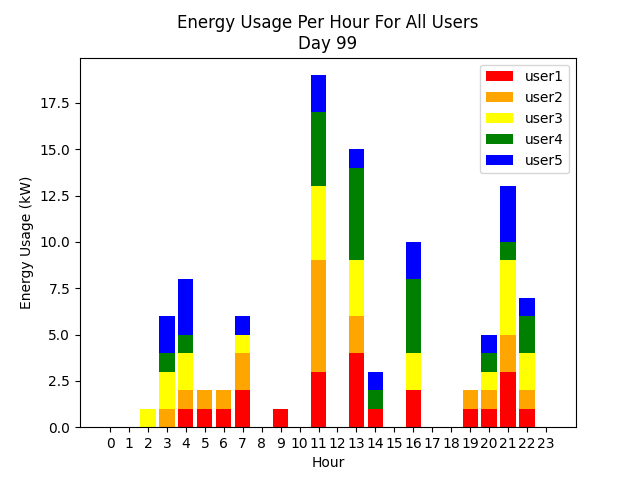 Energy Usage Per Hour For All Users
Day 99
user1
user2
user3
user4
user5
Energy Usage (kW)
17.5
15.0
12.5
10.0
7.5
5.0
2.5
0.0
0 1 2 3 4 5 6 7 8 9 10 11 12 13 14 15 16 17 18 19 20 21 22 23
Hour